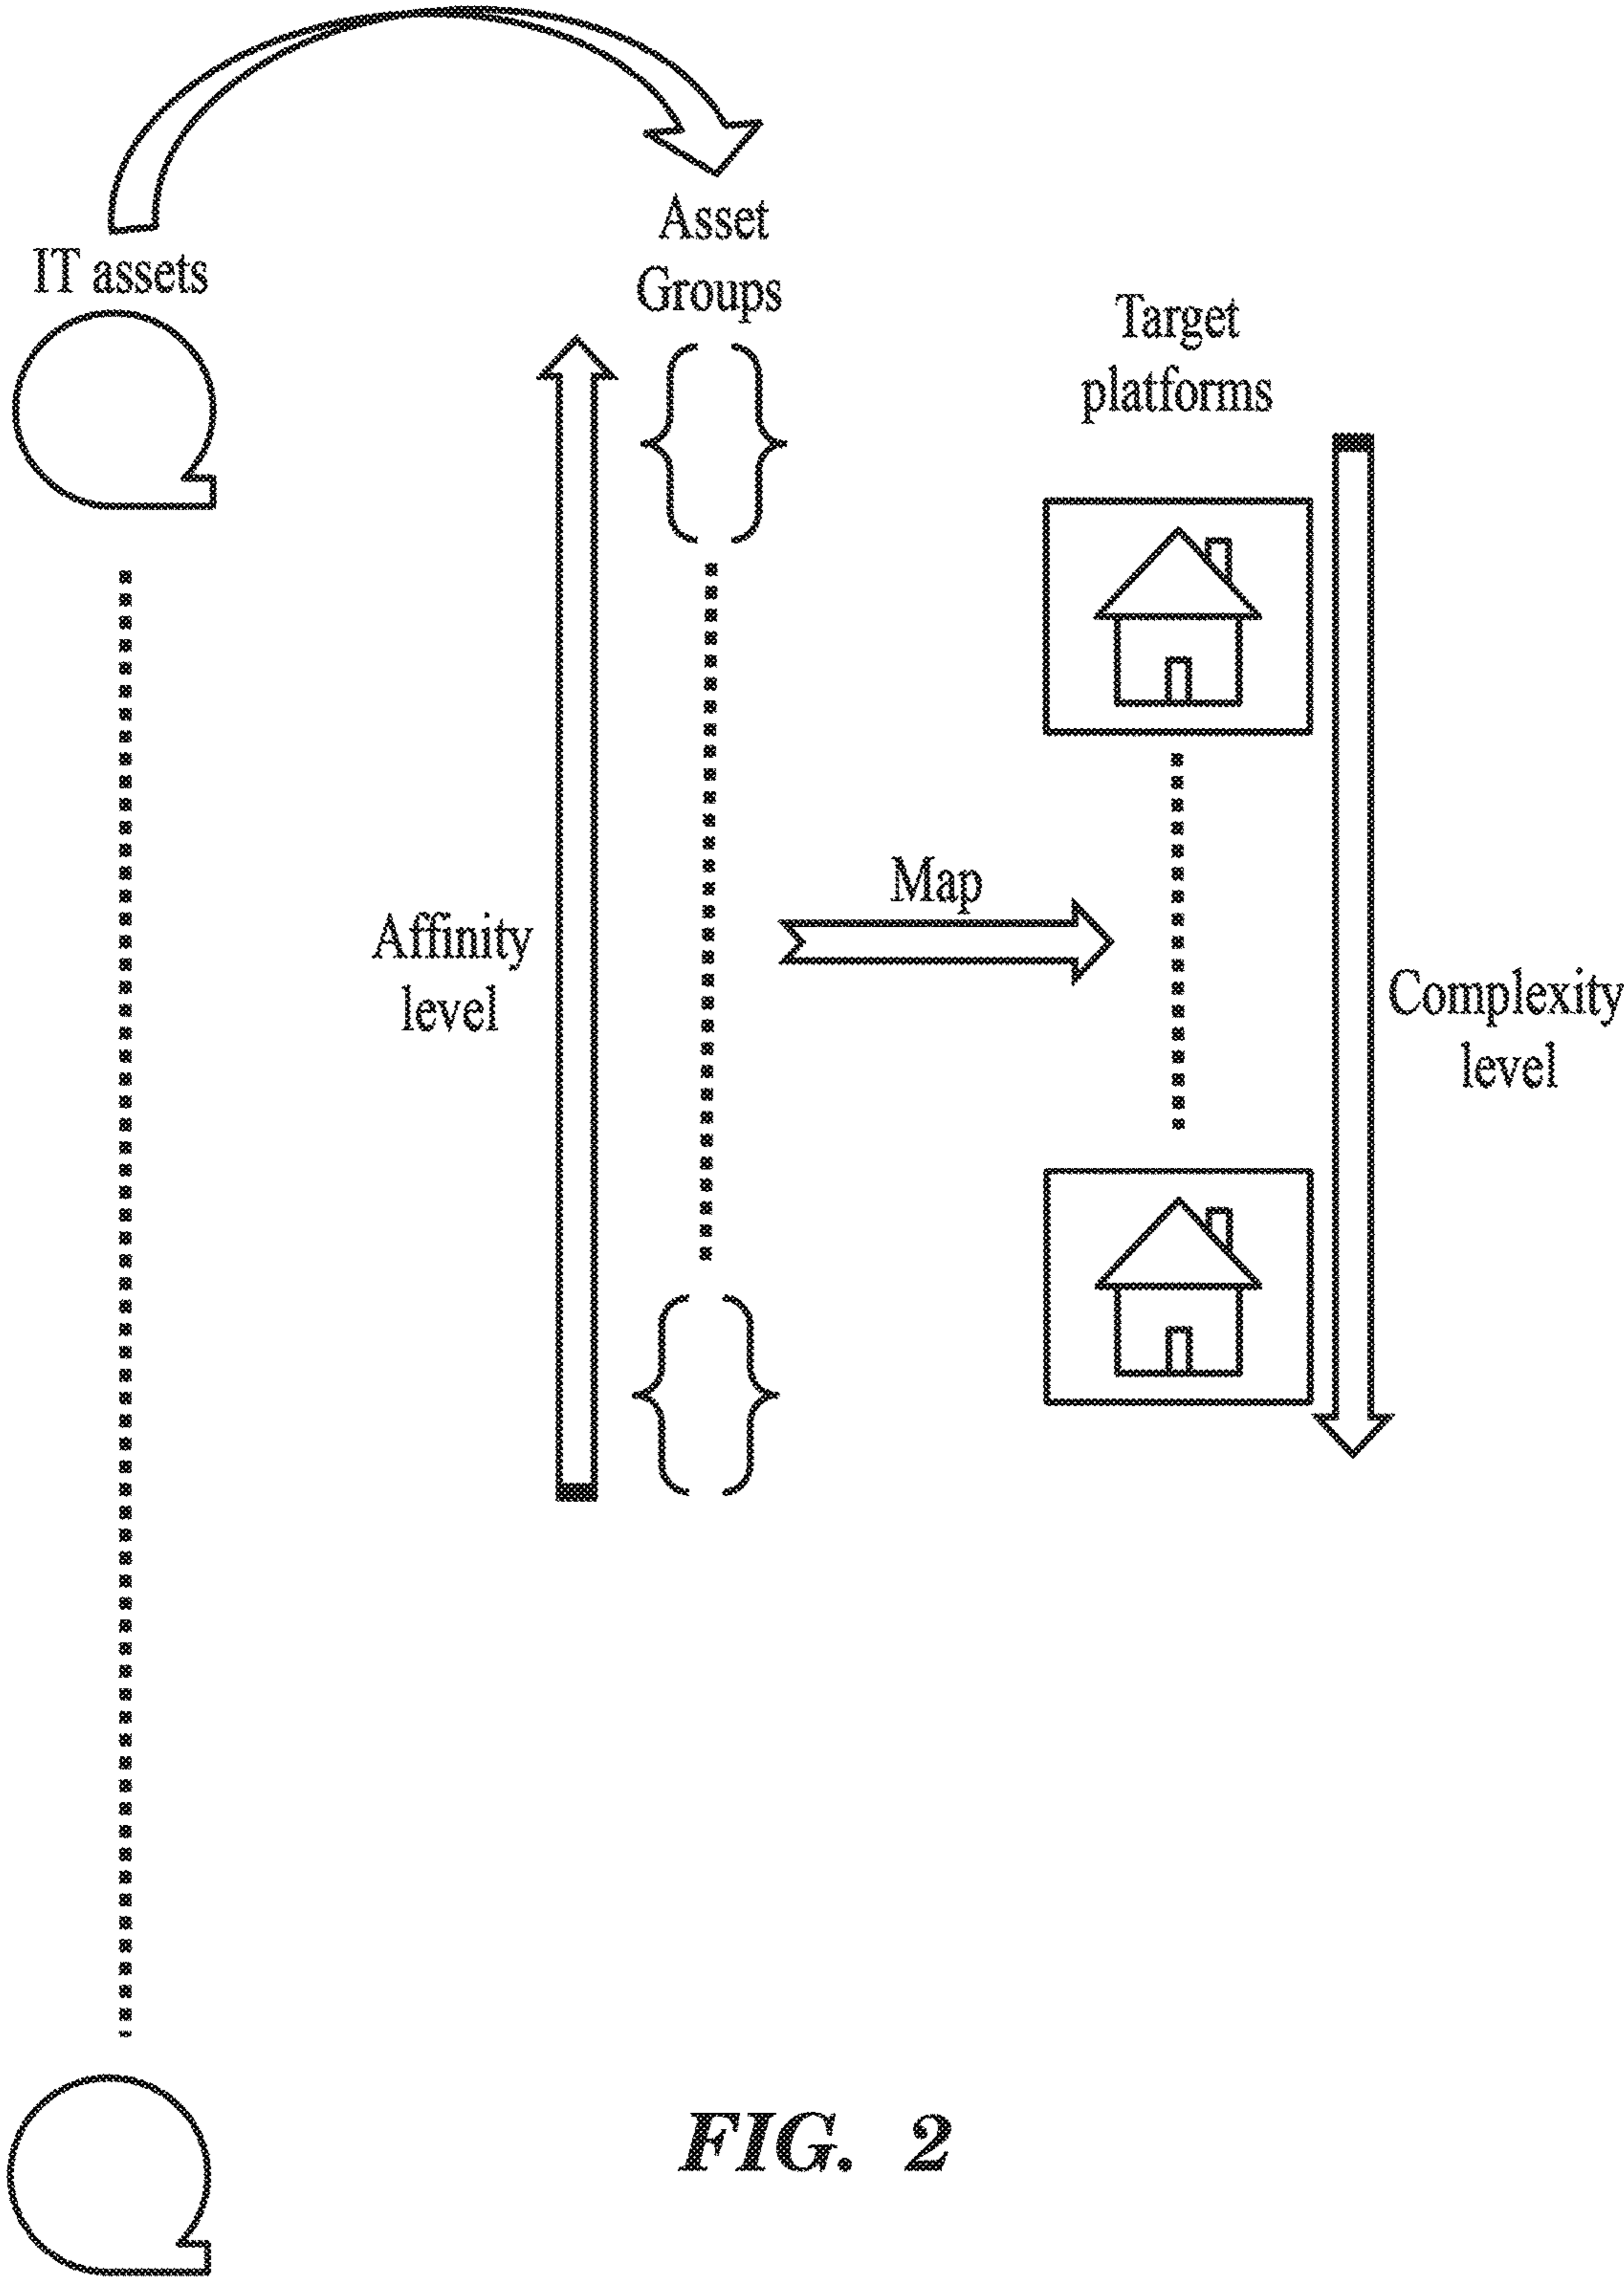 IT assets
Asset
Groups
Target
platforms
Map
Affinity
level
Complexity
level
FIG. 2